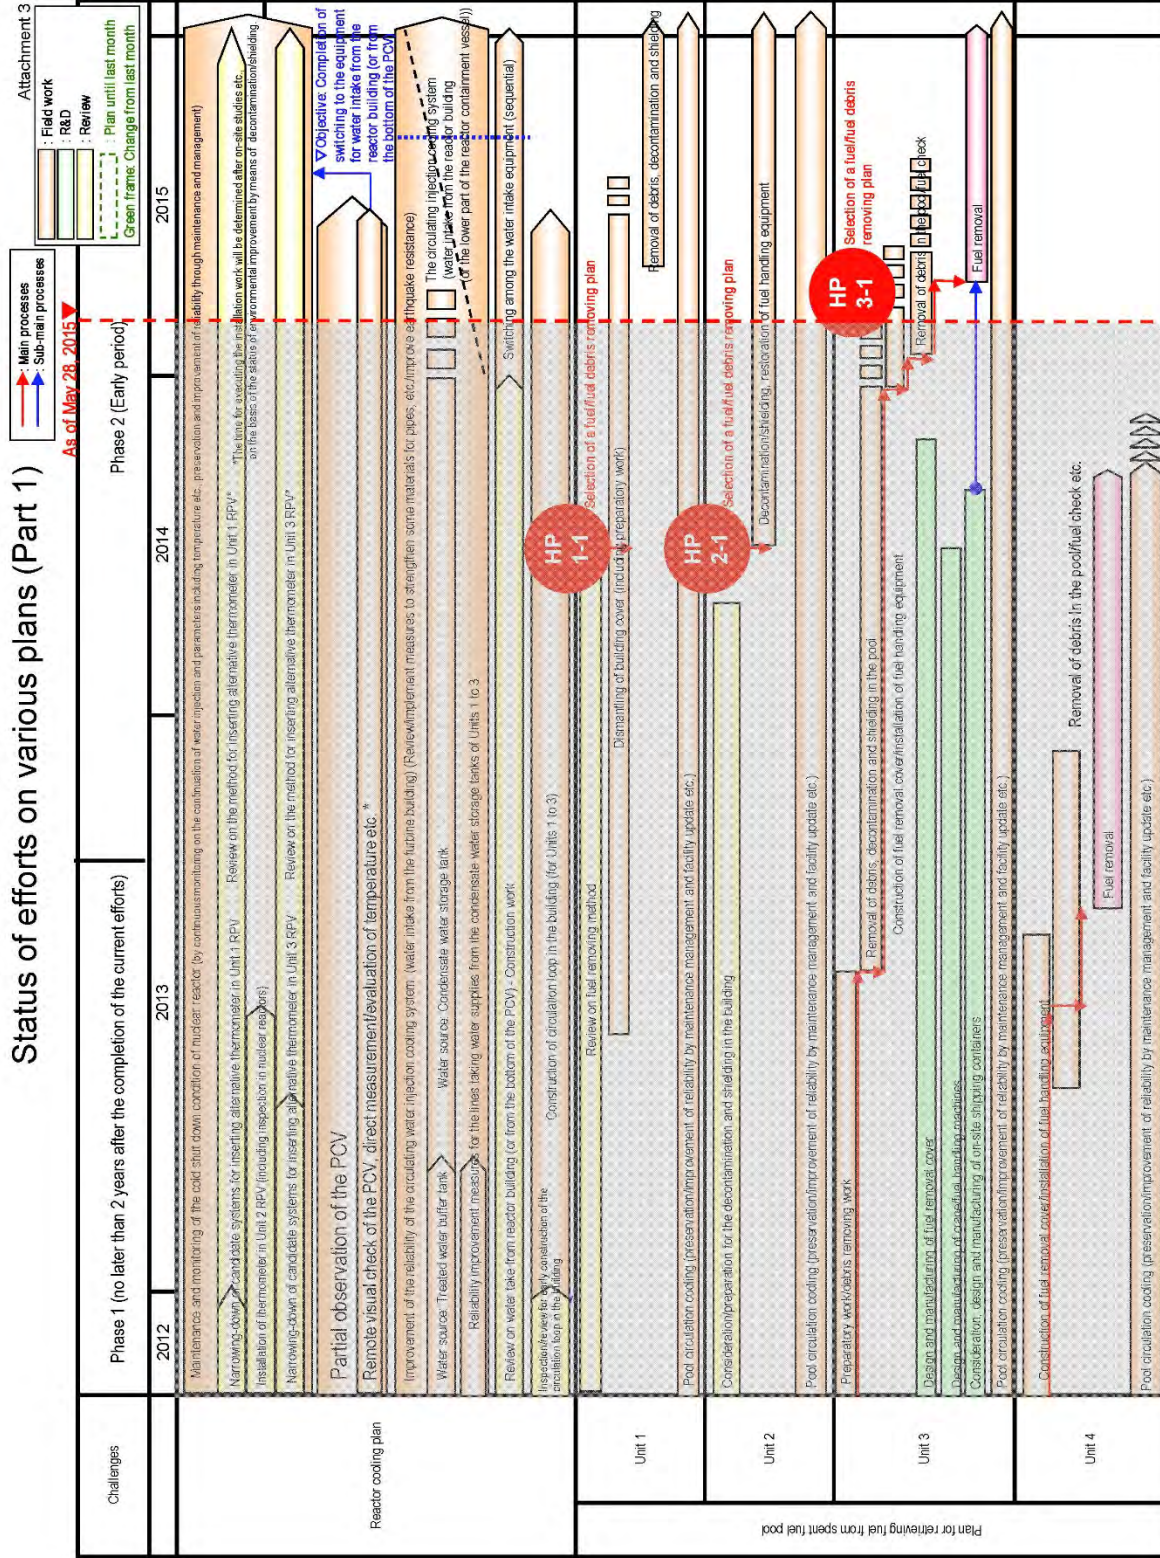 Status of efforts on various plans (Part 1)
Attachment 3
: Main processes
: Sub-main processes
: Field work
: R&D
: Review
: Plan until last month
Green frame: Change from last month
As of May 28, 2015
Challenges
Phase 1 (no later than 2 years after the completion of the current efforts)
Phase 2 (Early period)
2012
2013
2014
2015
Reactor cooling plan
Maintenance and monitoring of the cold shut down condition of nuclear reactor (by continuous monitoring on the continuation of water injection and parameters including temperature etc., preservation and improvement of reliability through maintenance and management)
Narrowing-down of candidate systems for inserting alternative thermometer in Unit 1 RPV
Review on the method for inserting alternative thermometer in Unit 1 RPV*
*The time for executing the installation work will be determined after on-site studies etc.,
on the basis of the status of environmental improvement by means of decontamination/shielding.
Installation of thermometer in Unit 2 RPV (including inspection in nuclear reactors)
Narrowing-down of candidate systems for inserting alternative thermometer in Unit 3 RPV
Review on the method for inserting alternative thermometer in Unit 3 RPV*
▽Objective: Completion of
switching to the equipment
for water intake from the
reactor building (or from
the bottom of the PCV)
Partial observation of the PCV
Remote visual check of the PCV, direct measurement/evaluation of temperature etc *
Improvement of the reliability of the circulating water injection cooling system (water intake from the turbine building) (Review/implement measures to strengthen some materials for pipes, etc./improve earthquake resistance)
Water source: Treated water buffer tank
Water source: Condensate water storage tank
The circulating injection cooling system
(water intake from the reactor building
(or the lower part of the reactor containment vessel))
Reliability improvement measures for the lines taking water supplies from the condensate water storage tanks of Units 1 to 3
Review on water take from reactor building (or from the bottom of the PCV) - Construction work
Switching among the water intake equipment (sequential)
Inspection/review for early construction of the
circulation loop in the building
Construction of circulation loop in the building (for Units 1 to 3)
Plan for retrieving fuel from spent fuel pool
Unit 1
Review on fuel removing method
HP
1-1
Selection of a fuel/fuel debris removing plan
Dismantling of building cover (including preparatory work)
Removal of debris, decontamination and shielding
Pool circulation cooling (preservation/improvement of reliability by maintenance management and facility update etc.)
Unit 2
Consideration/preparation for the decontamination and shielding in the building
HP
2-1
Selection of a fuel/fuel debris removing plan
Decontamination/shielding, restoration of fuel handing equipment
Pool circulation cooling (preservation/improvement of reliability by maintenance management and facility update etc.)
Unit 3
Preparatory work/debris removing work
HP
3-1
Selection of a fuel/fuel debris
removing plan
Removal of debris, decontamination and shielding in the pool
Construction of fuel removal cover/installation of fuel handing equipment
Removal of debris in the pool/fuel check
Design and manufacturing of fuel removal cover
Design and manufacturing of crane/fuel handling machines
Consideration, design and manufacturing of on-site shipping containers
Fuel removal
Pool circulation cooling (preservation/improvement of reliability by maintenance management and facility update etc.)
Unit 4
Construction of fuel removal cover/installation of fuel handing equipment
Removal of debris in the pool/fuel check etc.
Fuel removal
Pool circulation cooling (preservation/improvement of reliability by maintenance management and facility update etc.)